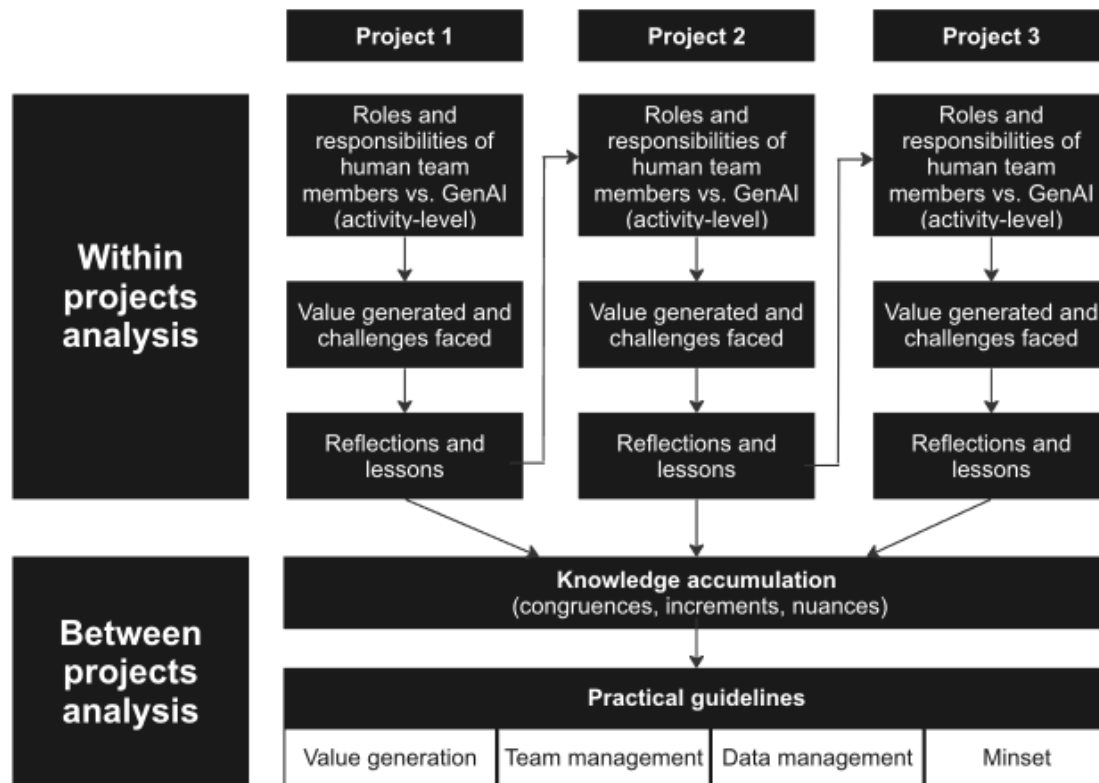 Project 1
Project 2
Project 3
Within
projects
analysis
Roles and
responsibilities of
human team
members vs. GenAI
(activity-level)
Roles and
responsibilities of
human team
members vs. GenAI
(activity-level)
Roles and
responsibilities of
human team
members vs. GenAI
(activity-level)
Value generated and
challenges faced
Value generated and
challenges faced
Value generated and
challenges faced
Reflections and
lessons
Reflections and
lessons
Reflections and
lessons
Between
projects
analysis
Knowledge accumulation
(congruences, increments, nuances)
Practical guidelines
Value generation
Team management
Data management
Minset